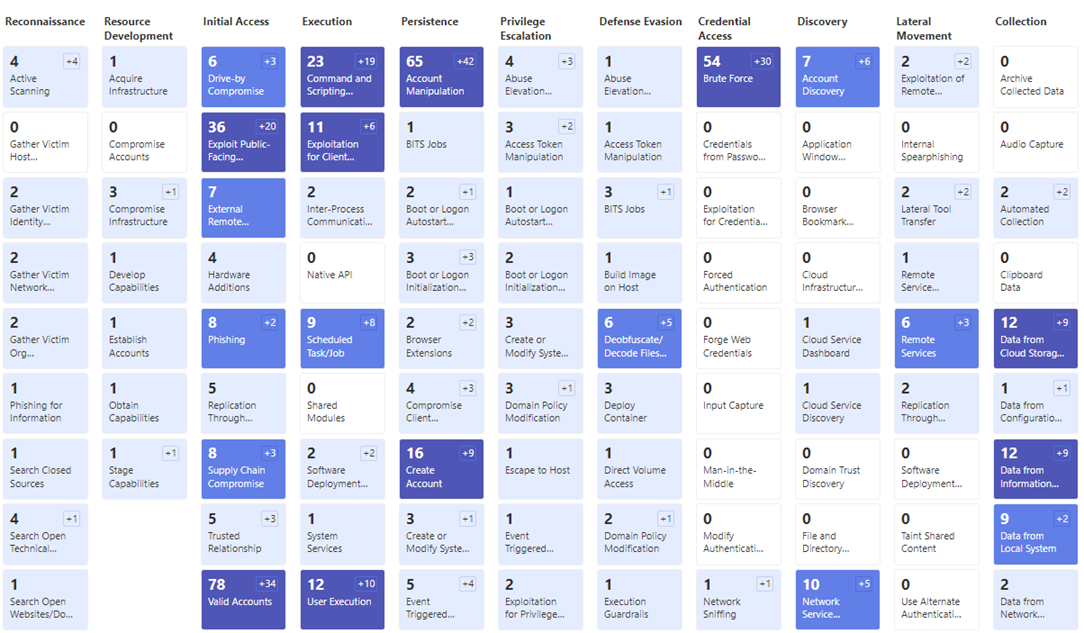 Reconnaissance
Resource
Development
Initial Access
Execution
Persistence
Privilege
Escalation
Defense Evasion
Credential
Access
Discovery
Lateral
Movement
Collection
4 +4
Active
Scanning
1
Acquire
Infrastructure
6 +3
Drive-by
Compromise
23 +19
Command and
Scripting...
65 +42
Account
Manipulation
4 +3
Abuse
Elevation...
1
Abuse
Elevation...
54 +30
Brute Force
7 +6
Account
Discovery
2 +2
Exploitation of
Remote...
0
Archive
Collected Data
0
Gather Victim
Host...
0
Compromise
Accounts
36 +20
Exploit Public-
Facing...
11 +6
Exploitation
for Client...
1
BITS Jobs
3 +2
Access Token
Manipulation
1
Access Token
Manipulation
0
Credentials
from Passwo...
0
Application
Window...
0
Internal
Spearphishing
0
Audio Capture
2
Gather Victim
Identity...
3 +1
Compromise
Infrastructure
7
External
Remote...
2
Inter-Process
Communicati...
2 +1
Boot or Logon
Autostart...
1
Boot or Logon
Autostart...
3 +1
BITS Jobs
0
Exploitation
for Credentia...
0
Browser
Bookmark...
2 +2
Lateral Tool
Transfer
2 +2
Automated
Collection
2
Gather Victim
Network...
1
Develop
Capabilities
4
Hardware
Additions
0
Native API
3 +3
Boot or Logon
Initialization...
2
Boot or Logon
Initialization...
1
Build Image
on Host
0
Forced
Authentication
0
Cloud
Infrastructur...
1
Remote
Service...
0
Clipboard
Data
2
Gather Victim
Org...
1
Establish
Accounts
8 +2
Phishing
9 +8
Scheduled
Task/Job
2 +2
Browser
Extensions
3
Create or
Modify Syste...
6 +5
Deobfuscate/
Decode Files...
0
Forge Web
Credentials
1
Cloud Service
Dashboard
6 +3
Remote
Services
12 +9
Data from
Cloud Storag...
1
Phishing for
Information
1
Obtain
Capabilities
5
Replication
Through...
0
Shared
Modules
4 +3
Compromise
Client...
3 +1
Domain Policy
Modification
3
Deploy
Container
0
Input Capture
1
Cloud Service
Discovery
2
Replication
Through...
1 +1
Data from
Configuratio...
1
Search Closed
Sources
1 +1
Stage
Capabilities
8 +3
Supply Chain
Compromise
2 +2
Software
Deployment...
16 +9
Create
Account
1
Escape to Host
1
Direct Volume
Access
0
Man-in-the-
Middle
0
Domain Trust
Discovery
0
Software
Deployment...
12 +9
Data from
Information...
4 +1
Search Open
Technical...
5 +3
Trusted
Relationship
1
System
Services
3 +1
Create or
Modify Syste...
1
Event
Triggered...
2 +1
Domain Policy
Modification
0
Modify
Authenticati...
0
File and
Directory...
0
Taint Shared
Content
9 +2
Data from
Local System
1
Search Open
Websites/Do...
78 +34
Valid Accounts
12 +10
User Execution
5 +4
Event
Triggered...
2
Exploitation
for Privilege...
1
Execution
Guardrails
1 +1
Network
Sniffing
10 +5
Network
Service...
0
Use Alternate
Authenticati...
2
Data from
Network...